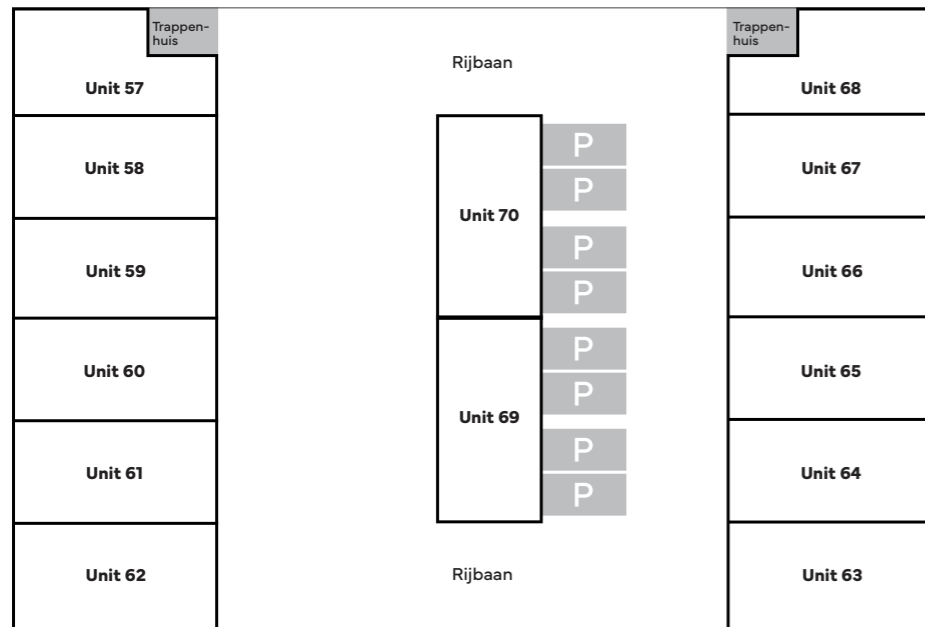 Trappen-
huis
Trappen-
huis
Rijbaan
Unit 57
Unit 68
P
Unit 58
Unit 67
P
Unit 70
P
Unit 59
Unit 66
P
P
Unit 60
Unit 65
P
Unit 69
P
Unit 61
Unit 64
P
Unit 62
Rijbaan
Unit 63